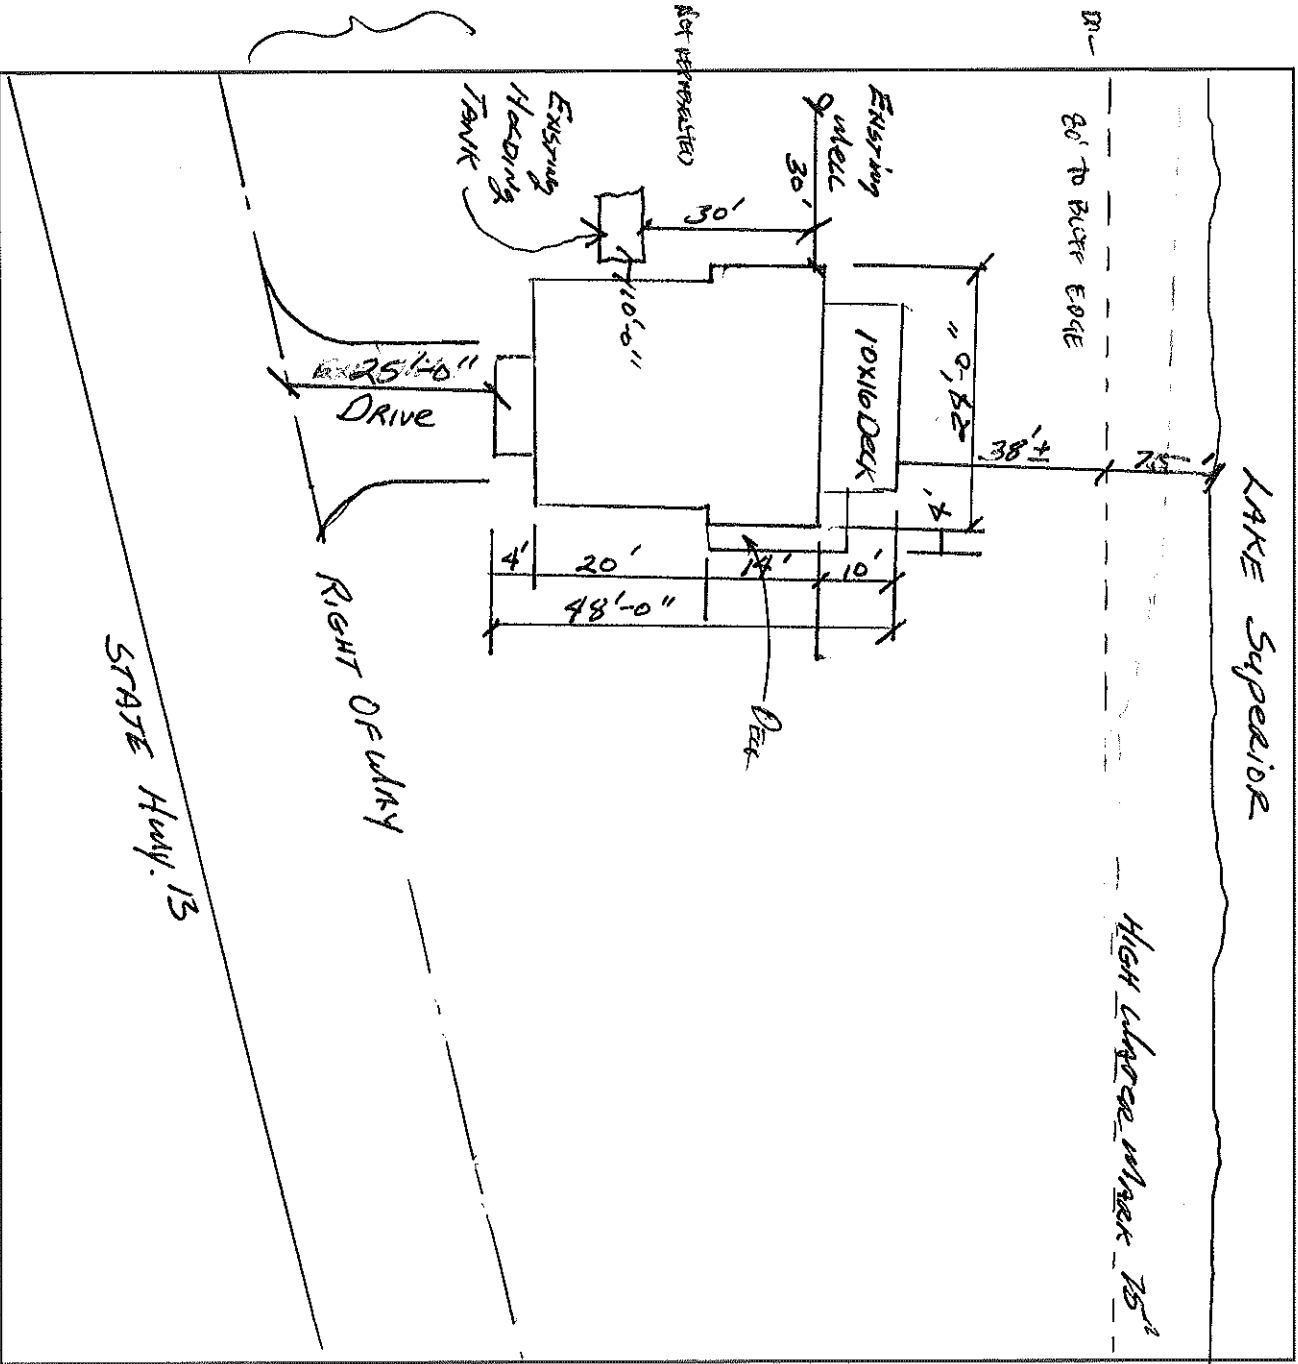 LAKE SUPERIOR
75'
38'±
HIGH WATER MARK 75'
80' TO BLUFF EDGE
4'
10X16 DECK
EXISTING
WELL
30'
30'
10'-0"
EXISTING
HOLDING
TANK
10'
14'
20'
4'
48'-0"
DECK
25'-0"
DRIVE
RIGHT OF WAY
STATE HWY. 13